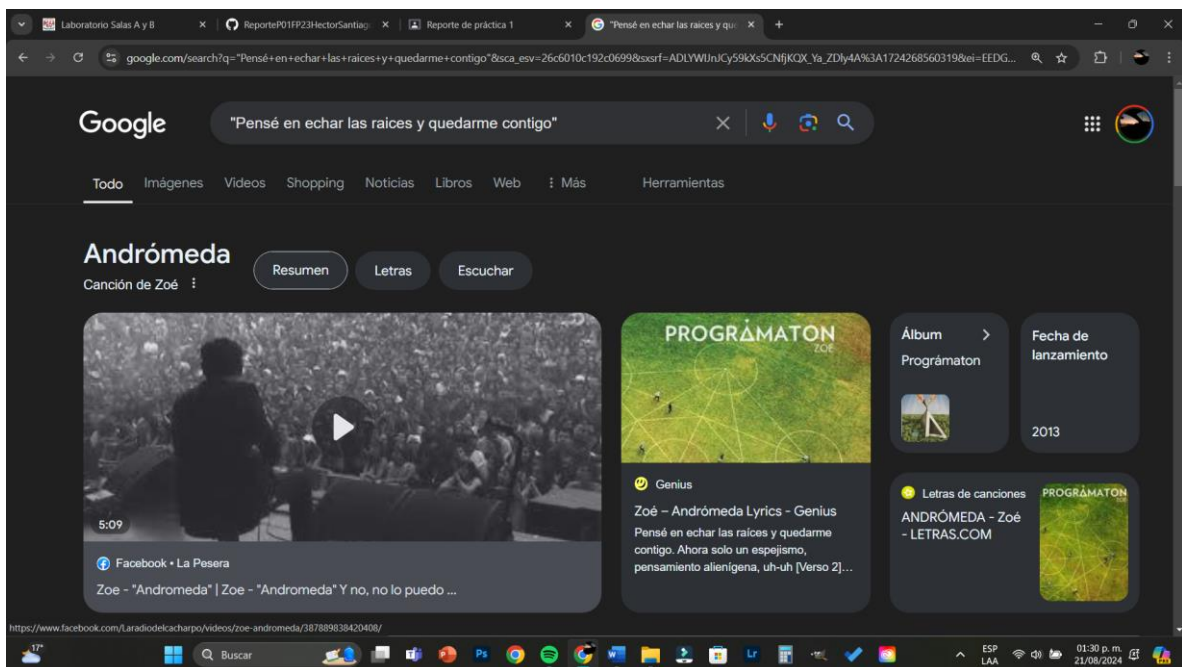 Laboratorio Salas A y B
ReporteP01FP23HectorSantiag
Reporte de práctica 1
"Pensé en echar las raices y que
google.com/search?q="Pensé+en+echar+las+raices+y+quedarme+contigo"&sca_esv=26c6010c192c0699&sxsrf=ADLYWIJnJCy59kXs5CNfjKQX_Ya_ZDly4A%3A1724268560319&ei=EEDG...
Google
"Pensé en echar las raices y quedarme contigo"
Todo Imágenes Videos Shopping Noticias Libros Web Más Herramientas
Andrómeda
Canción de Zoé
Resumen Letras Escuchar
5:09
Facebook • La Pesera
Zoe - "Andromeda" | Zoe - "Andromeda" Y no, no lo puedo ...
PROGRÁMATON
ZOÉ
Genius
Zoé – Andrómeda Lyrics - Genius
Pensé en echar las raíces y quedarme
contigo. Ahora solo un espejismo,
pensamiento alienígena, uh-uh [Verso 2]...
Álbum
Prográmaton
Fecha de
lanzamiento
2013
Letras de canciones
ANDRÓMEDA - Zoé
- LETRAS.COM
PROGRÁMATON
https://www.facebook.com/Laradiodelcacharpo/videos/zoe-andromeda/387889838420408/
17°
Buscar
ESP
LAA
01:30 p. m.
21/08/2024